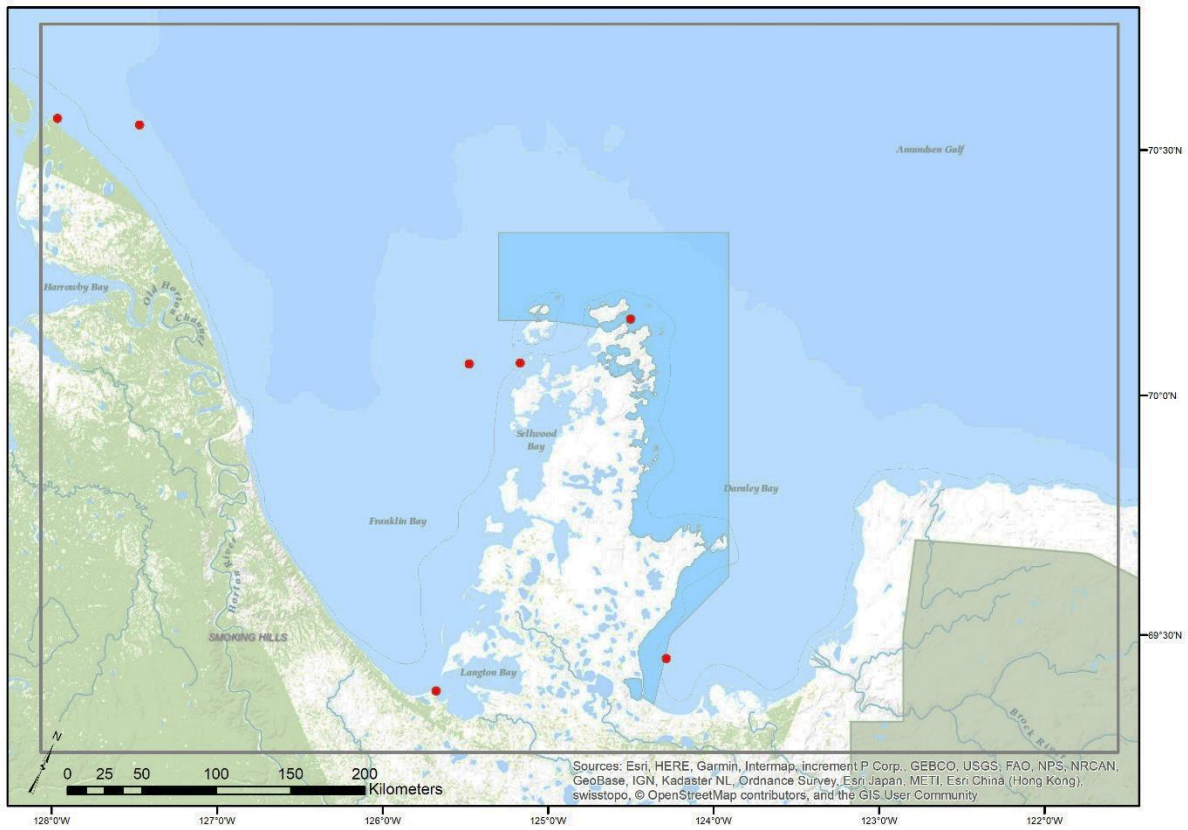 70°30'N
Amundsen Gulf
Harrowby Bay
Old Horton Channel
70°0'N
Sellwood Bay
Darnley Bay
Franklin Bay
Horton River
69°30'N
SMOKING HILLS
Langton Bay
Brock River
N
0 25 50 100 150 200
Kilometers
Sources: Esri, HERE, Garmin, Intermap, increment P Corp., GEBCO, USGS, FAO, NPS, NRCAN,
GeoBase, IGN, Kadaster NL, Ordnance Survey, Esri Japan, METI, Esri China (Hong Kong),
swisstopo, © OpenStreetMap contributors, and the GIS User Community
128°0'W 127°0'W 126°0'W 125°0'W 124°0'W 123°0'W 122°0'W